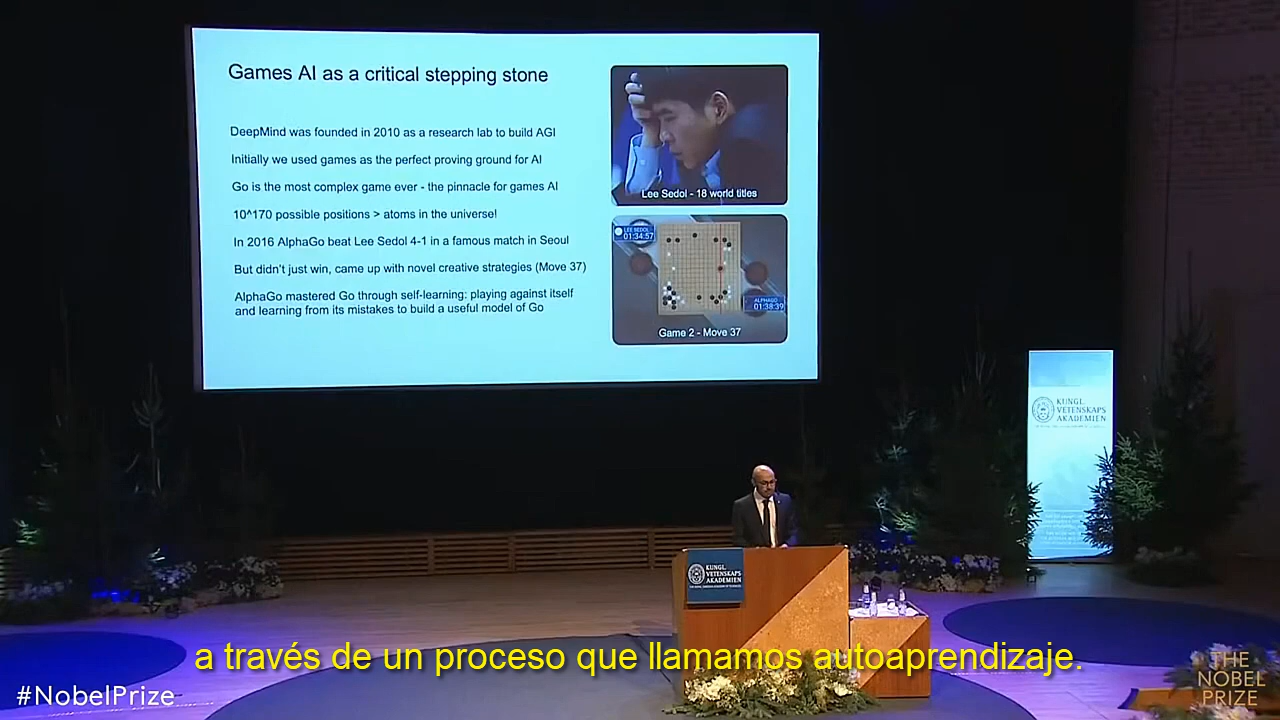 Games AI as a critical stepping stone
DeepMind was founded in 2010 as a research lab to build AGI
Initially we used games as the perfect proving ground for AI
Go is the most complex game ever - the pinnacle for games AI
10^170 possible positions > atoms in the universe!
In 2016 AlphaGo beat Lee Sedol 4-1 in a famous match in Seoul
But didn't just win, came up with novel creative strategies (Move 37)
AlphaGo mastered Go through self-learning: playing against itself
and learning from its mistakes to build a useful model of Go
Lee Sedol - 18 world titles
LEE SEDOL
01:34:57
ALPHAGO
01:38:39
Game 2 - Move 37
KUNGL.
VETENSKAPS
AKADEMIEN
KUNGL.
VETENSKAPS
AKADEMIEN
a través de un proceso que llamamos autoaprendizaje.
#NobelPrize
THE
NOBEL
PRIZE